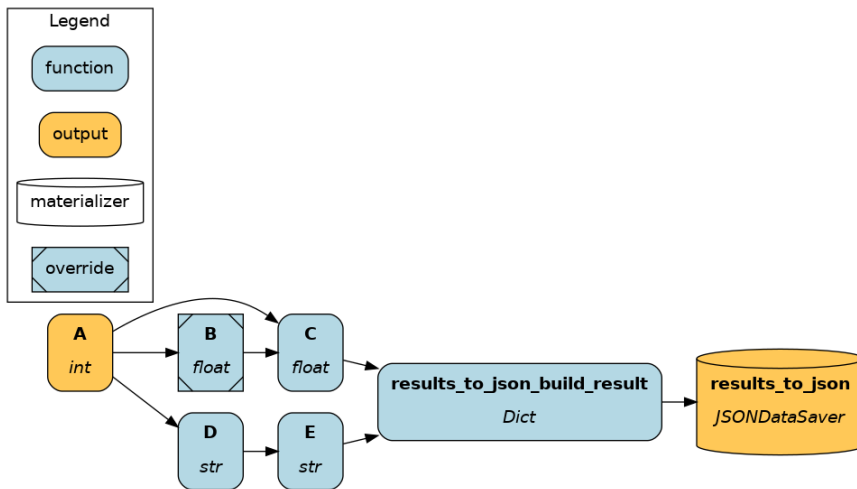 Legend
function
output
materializer
override
A
int
B
float
C
float
D
str
E
str
results_to_json_build_result
Dict
results_to_json
JSONDataSaver